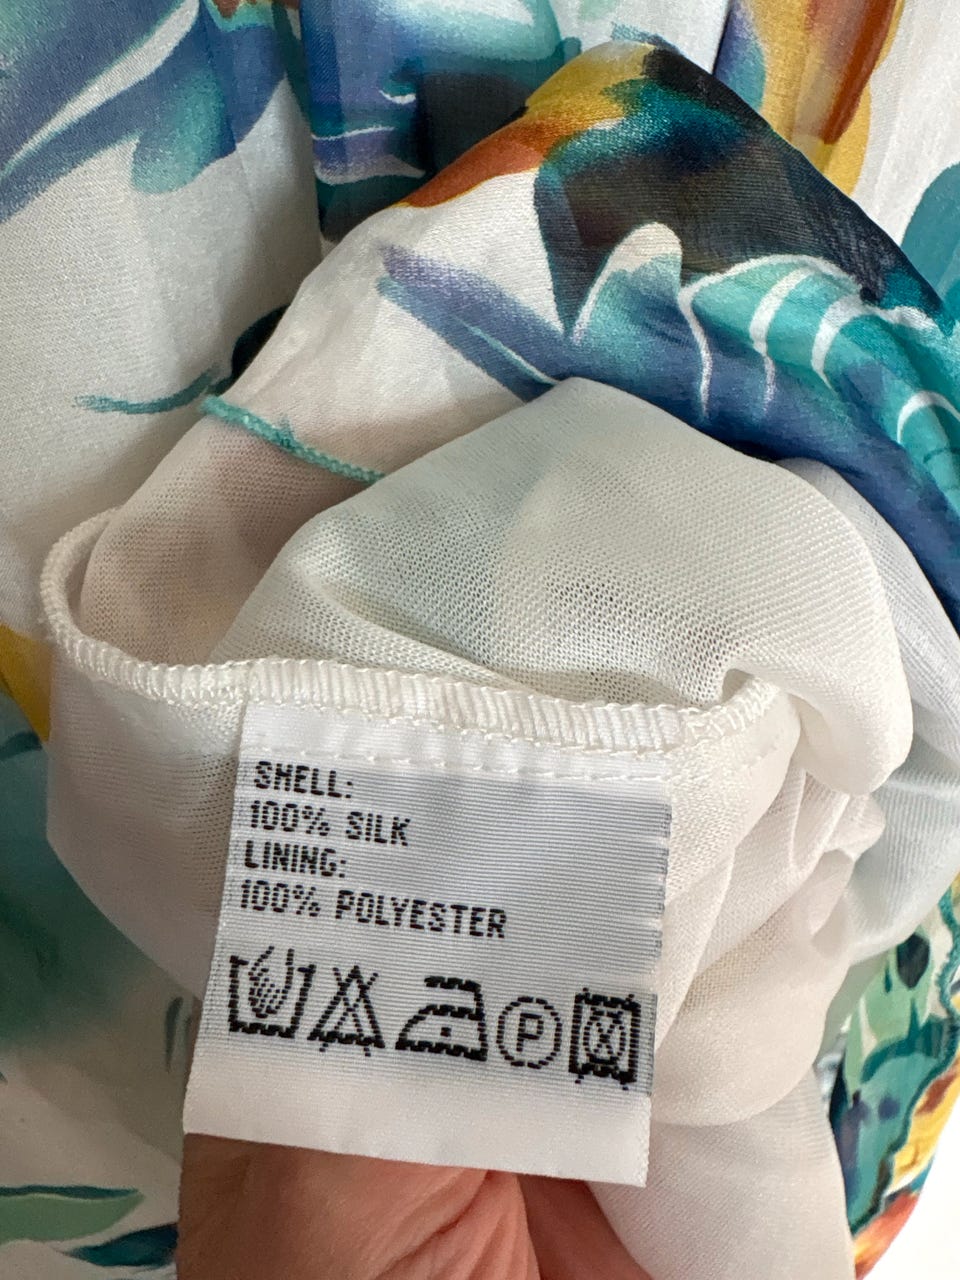 SHELL:
100% SILK
LINING:
100% POLYESTER
P